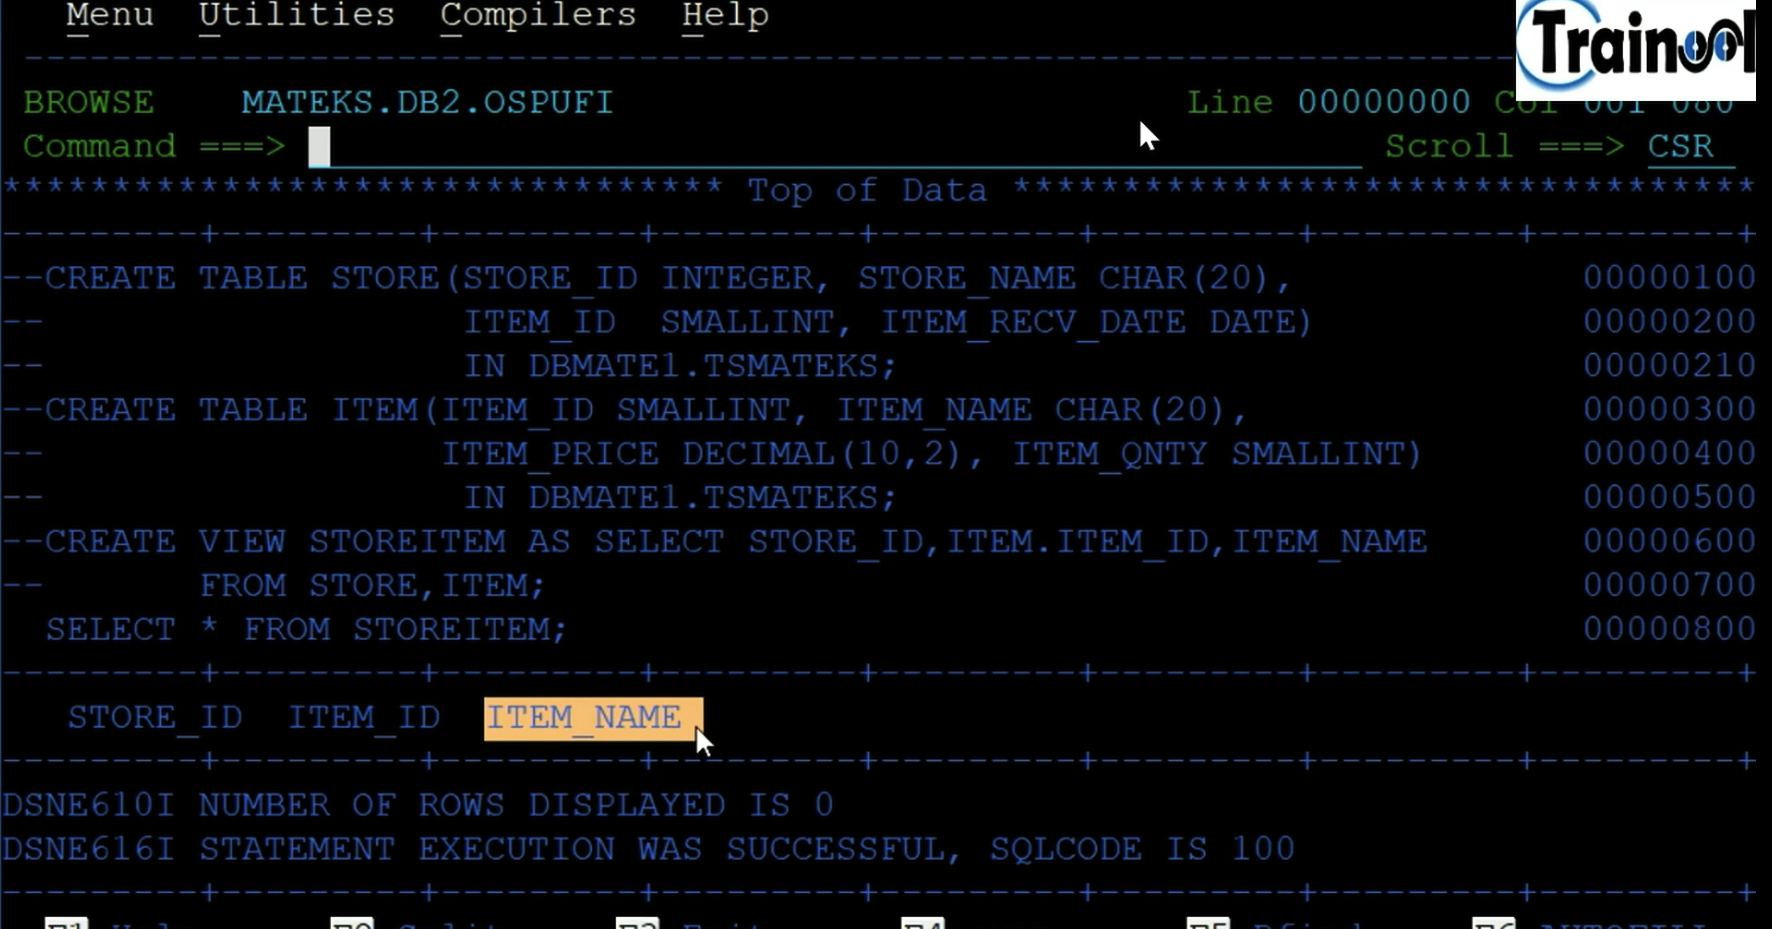 Menu Utilities Compilers Help
Trainool
BROWSE MATEKS.DB2.OSPUFI Line 00000000 Col 001 080
Command ===> Scroll ===> CSR
********************************* Top of Data **********************************
---------+---------+---------+---------+---------+---------+---------+---------+
--CREATE TABLE STORE(STORE_ID INTEGER, STORE_NAME CHAR(20), 00000100
-- ITEM_ID SMALLINT, ITEM_RECV_DATE DATE) 00000200
-- IN DBMATE1.TSMATEKS; 00000210
--CREATE TABLE ITEM(ITEM_ID SMALLINT, ITEM_NAME CHAR(20), 00000300
-- ITEM_PRICE DECIMAL(10,2), ITEM_QNTY SMALLINT) 00000400
-- IN DBMATE1.TSMATEKS; 00000500
--CREATE VIEW STOREITEM AS SELECT STORE_ID,ITEM.ITEM_ID,ITEM_NAME 00000600
-- FROM STORE,ITEM; 00000700
SELECT * FROM STOREITEM; 00000800
---------+---------+---------+---------+---------+---------+---------+---------+
STORE_ID ITEM_ID ITEM_NAME
---------+---------+---------+---------+---------+---------+---------+---------+
DSNE610I NUMBER OF ROWS DISPLAYED IS 0
DSNE616I STATEMENT EXECUTION WAS SUCCESSFUL, SQLCODE IS 100
---------+---------+---------+---------+---------+---------+---------+---------+